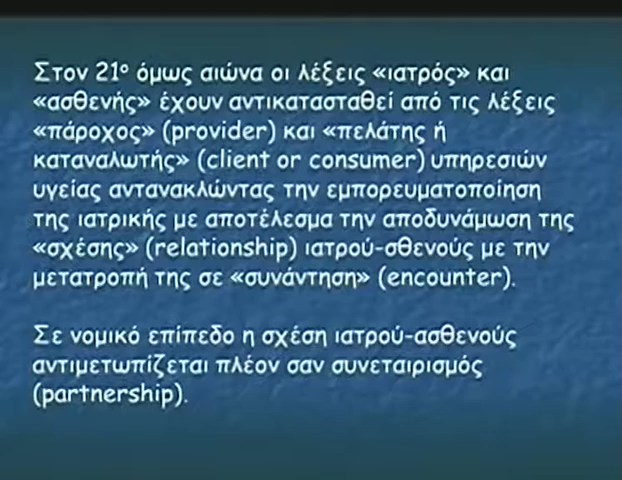 Στον 21ο όμως αιώνα οι λέξεις «ιατρός» και
«ασθενής» έχουν αντικατασταθεί από τις λέξεις
«πάροχος» (provider) και «πελάτης ή
καταναλωτής» (client or consumer) υπηρεσιών
υγείας αντανακλώντας την εμπορευματοποίηση
της ιατρικής με αποτέλεσμα την αποδυνάμωση της
«σχέσης» (relationship) ιατρού-σθενούς με την
μετατροπή της σε «συνάντηση» (encounter).
Σε νομικό επίπεδο η σχέση ιατρού-ασθενούς
αντιμετωπίζεται πλέον σαν συνεταιρισμός
(partnership).